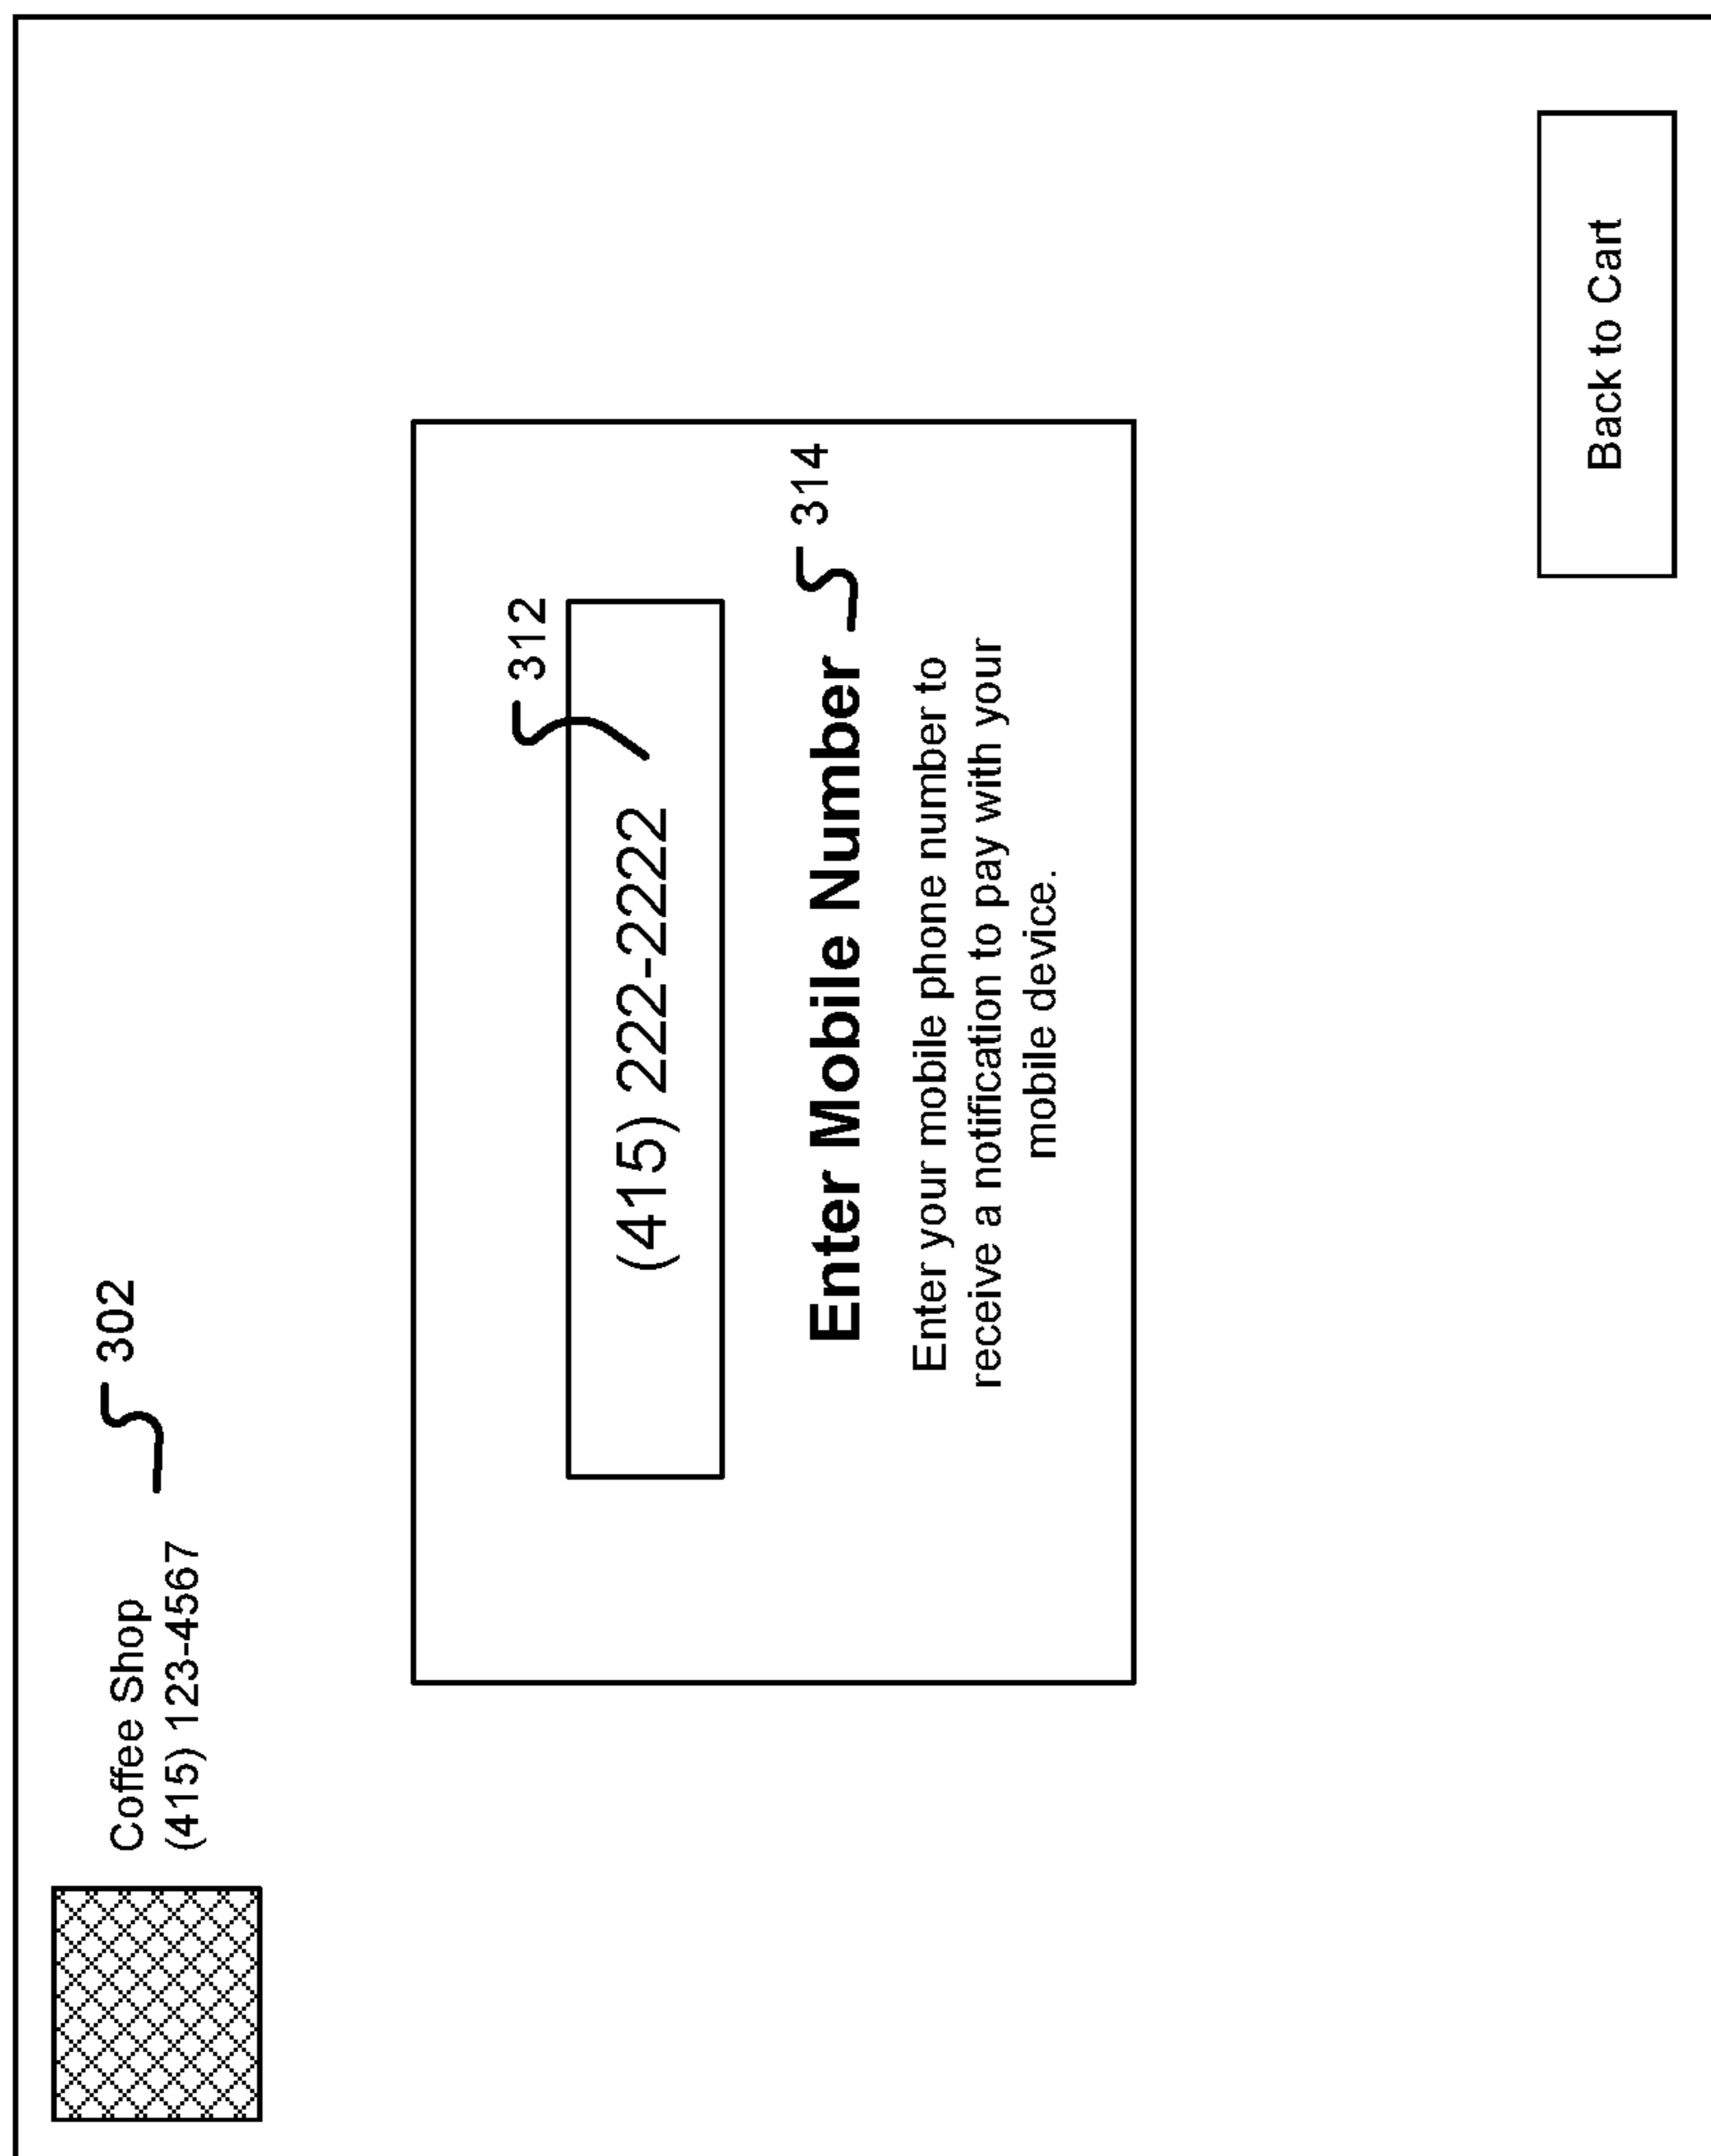 Coffee Shop
(415) 123-4567
302
312
(415) 222-2222
Enter Mobile Number
314
Enter your mobile phone number to
receive a notification to pay with your
mobile device.
Back to Cart